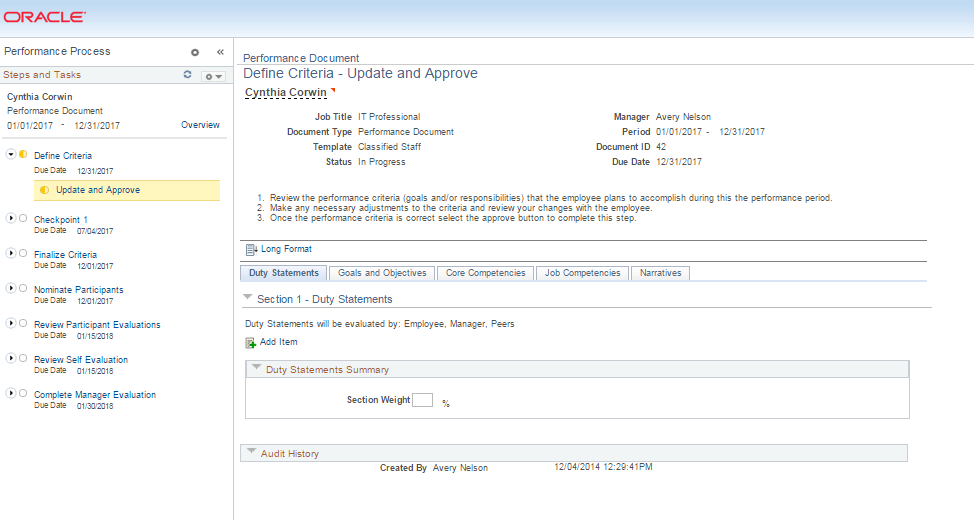 ORACLE
Performance Process
«
Steps and Tasks
Cynthia Corwin
Performance Document
01/01/2017 - 12/31/2017 Overview
Define Criteria
Due Date 12/31/2017
Update and Approve
Checkpoint 1
Due Date 07/04/2017
Finalize Criteria
Due Date 12/01/2017
Nominate Participants
Due Date 12/01/2017
Review Participant Evaluations
Due Date 01/15/2018
Review Self Evaluation
Due Date 01/15/2018
Complete Manager Evaluation
Due Date 01/30/2018
Performance Document
Define Criteria - Update and Approve
Cynthia Corwin
Job Title IT Professional Manager Avery Nelson
Document Type Performance Document Period 01/01/2017 - 12/31/2017
Template Classified Staff Document ID 42
Status In Progress Due Date 12/31/2017
1. Review the performance criteria (goals and/or responsibilities) that the employee plans to accomplish during this the performance period.
2. Make any necessary adjustments to the criteria and review your changes with the employee.
3. Once the performance criteria is correct select the approve button to complete this step.
Long Format
Duty Statements Goals and Objectives Core Competencies Job Competencies Narratives
Section 1 - Duty Statements
Duty Statements will be evaluated by: Employee, Manager, Peers
Add Item
Duty Statements Summary
Section Weight %
Audit History
Created By Avery Nelson 12/04/2014 12:29:41PM